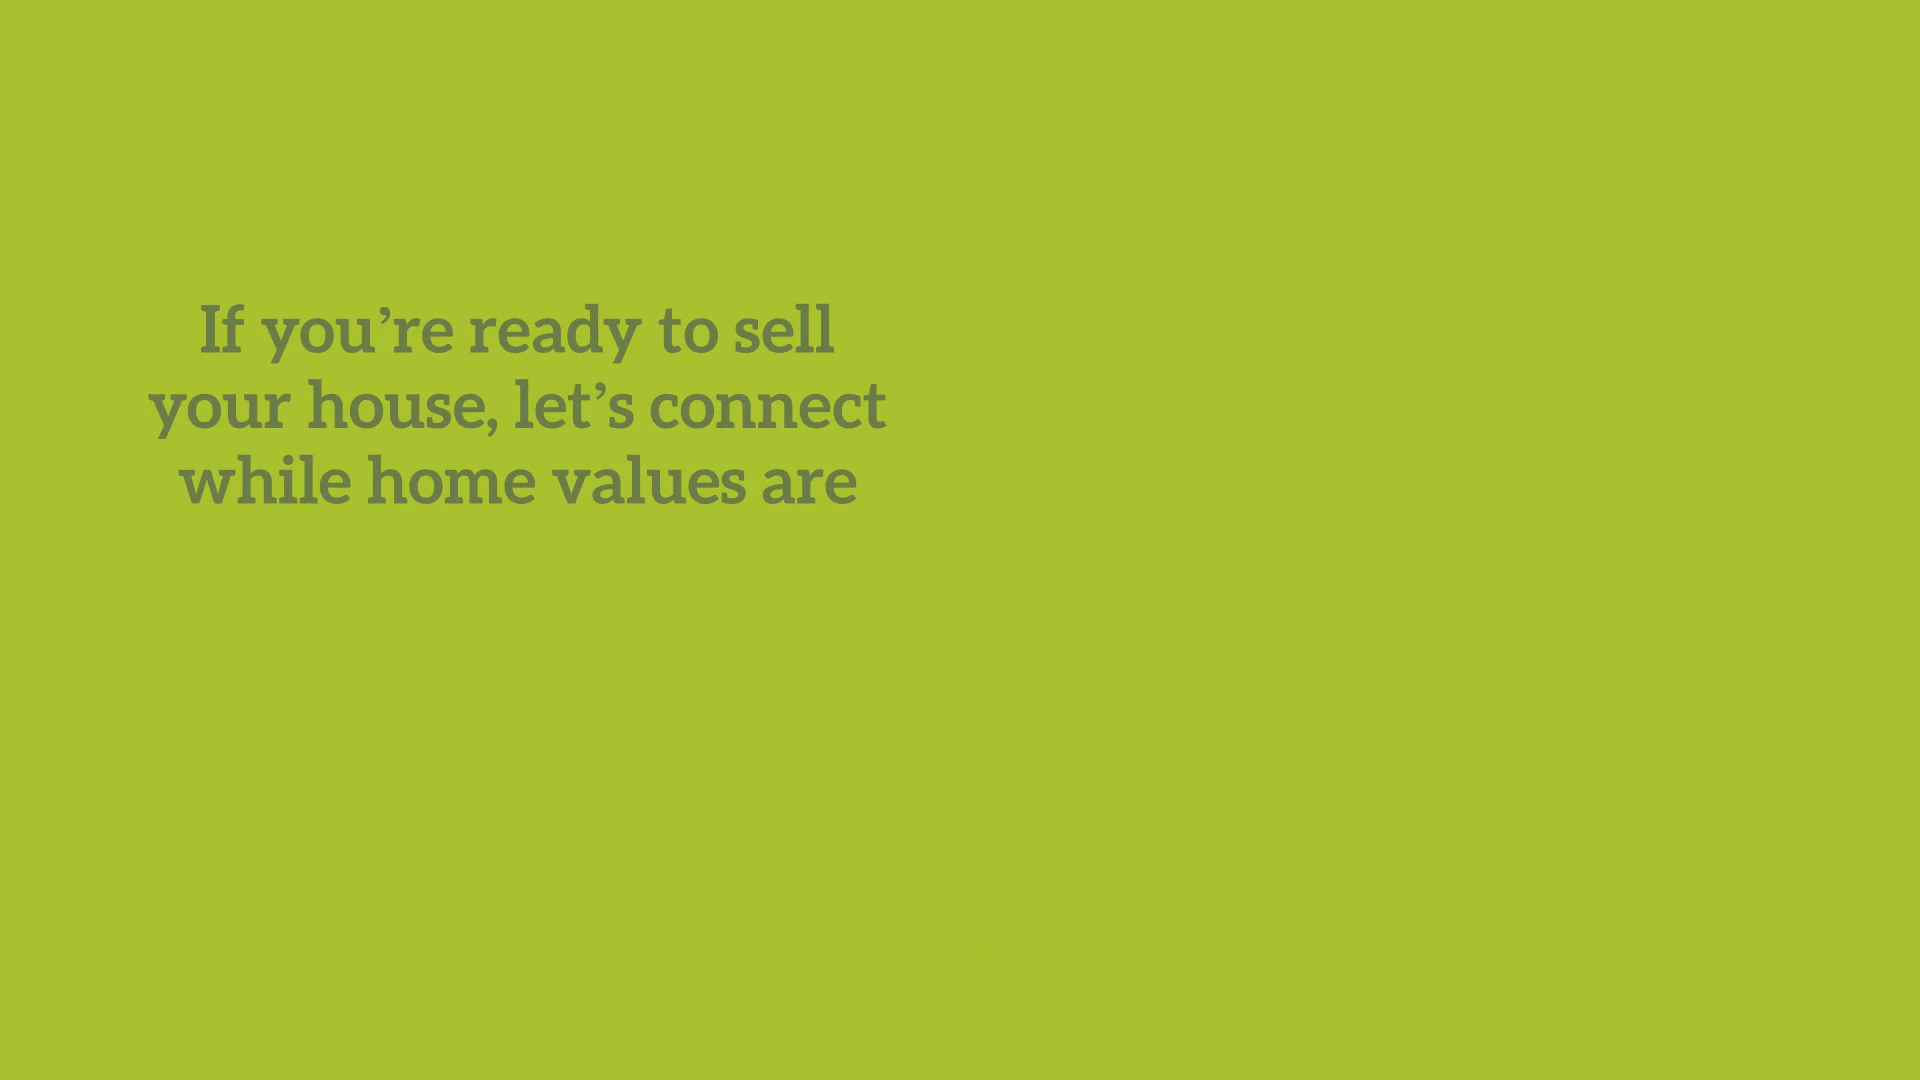 If you’re ready to sell
your house, let’s connect
while home values are